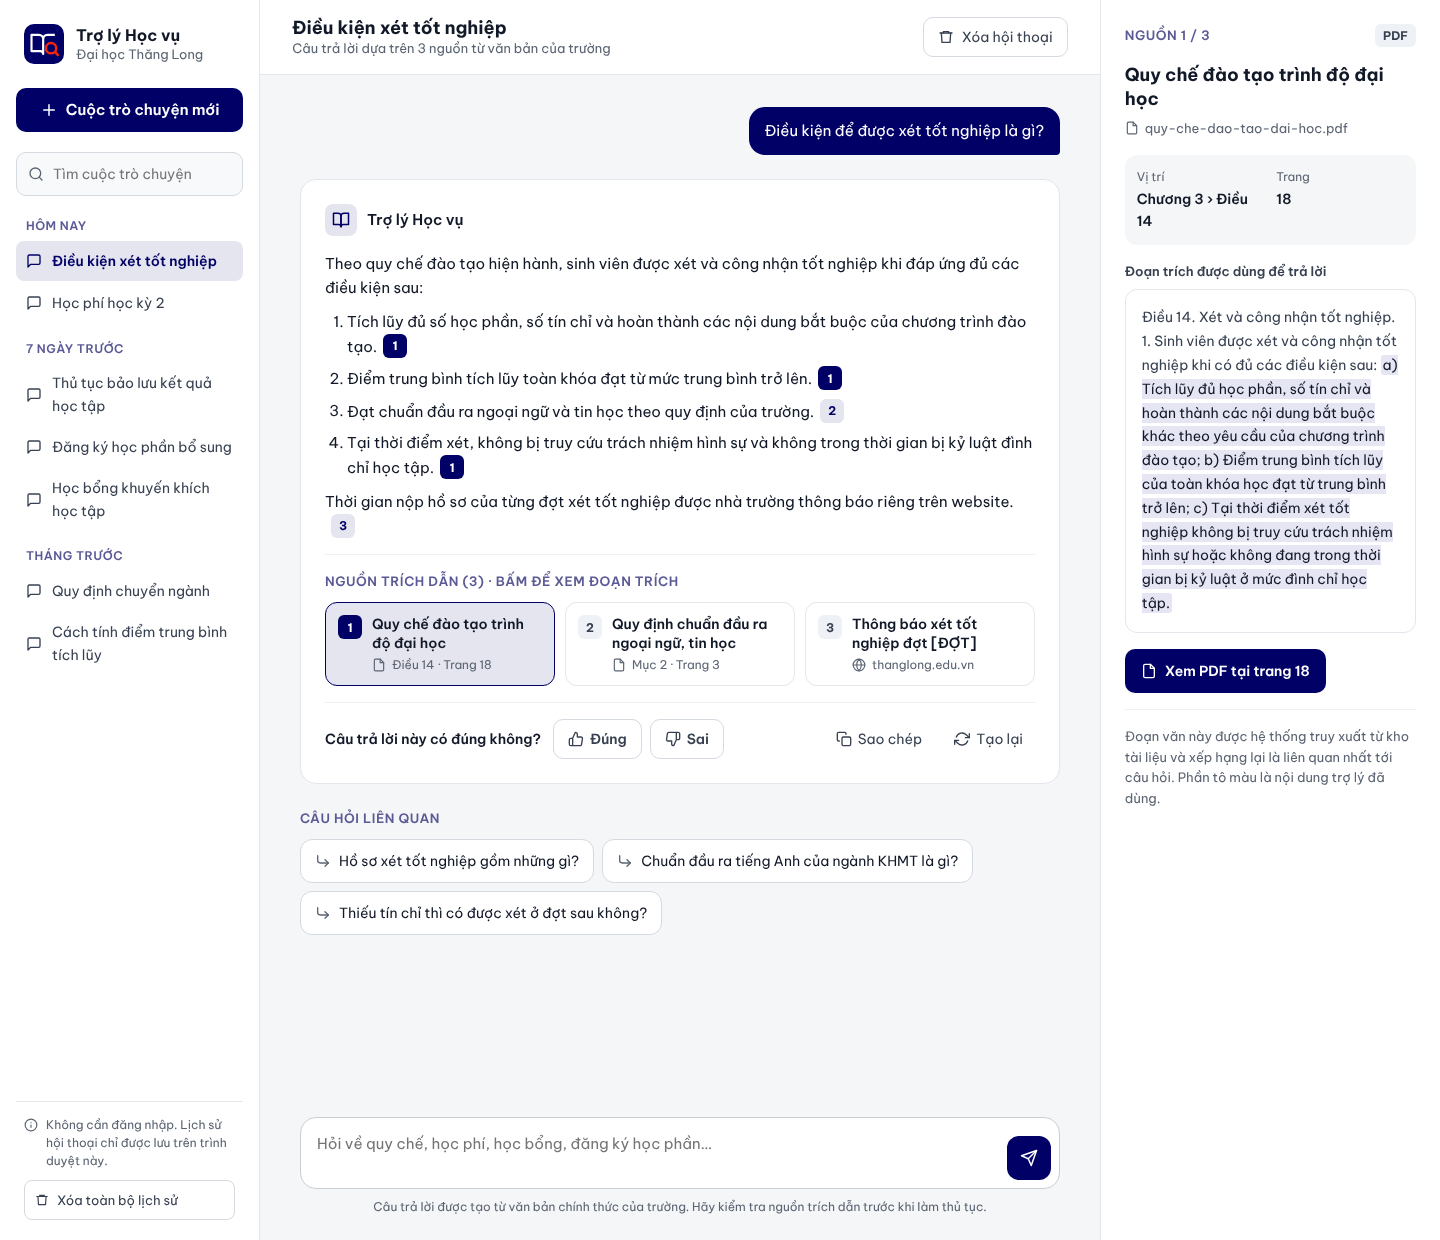 Trợ lý Học vụ
Đại học Thăng Long
Cuộc trò chuyện mới
Tìm cuộc trò chuyện
HÔM NAY
Điều kiện xét tốt nghiệp
Học phí học kỳ 2
7 NGÀY TRƯỚC
Thủ tục bảo lưu kết quả
học tập
Đăng ký học phần bổ sung
Học bổng khuyến khích
học tập
THÁNG TRƯỚC
Quy định chuyển ngành
Cách tính điểm trung bình
tích lũy
Không cần đăng nhập. Lịch sử
hội thoại chỉ được lưu trên trình
duyệt này.
Xóa toàn bộ lịch sử
Điều kiện xét tốt nghiệp
Câu trả lời dựa trên 3 nguồn từ văn bản của trường
Xóa hội thoại
Điều kiện để được xét tốt nghiệp là gì?
Trợ lý Học vụ
Theo quy chế đào tạo hiện hành, sinh viên được xét và công nhận tốt nghiệp khi đáp ứng đủ các
điều kiện sau:
1. Tích lũy đủ số học phần, số tín chỉ và hoàn thành các nội dung bắt buộc của chương trình đào
tạo. 1
2. Điểm trung bình tích lũy toàn khóa đạt từ mức trung bình trở lên. 1
3. Đạt chuẩn đầu ra ngoại ngữ và tin học theo quy định của trường. 2
4. Tại thời điểm xét, không bị truy cứu trách nhiệm hình sự và không trong thời gian bị kỷ luật đình
chỉ học tập. 1
Thời gian nộp hồ sơ của từng đợt xét tốt nghiệp được nhà trường thông báo riêng trên website.
3
NGUỒN TRÍCH DẪN (3) · BẤM ĐỂ XEM ĐOẠN TRÍCH
1 Quy chế đào tạo trình
độ đại học
Điều 14 · Trang 18
2 Quy định chuẩn đầu ra
ngoại ngữ, tin học
Mục 2 · Trang 3
3 Thông báo xét tốt
nghiệp đợt [ĐỢT]
thanglong.edu.vn
Câu trả lời này có đúng không?
Đúng
Sai
Sao chép
Tạo lại
CÂU HỎI LIÊN QUAN
Hồ sơ xét tốt nghiệp gồm những gì?
Chuẩn đầu ra tiếng Anh của ngành KHMT là gì?
Thiếu tín chỉ thì có được xét ở đợt sau không?
Hỏi về quy chế, học phí, học bổng, đăng ký học phần...
Câu trả lời được tạo từ văn bản chính thức của trường. Hãy kiểm tra nguồn trích dẫn trước khi làm thủ tục.
NGUỒN 1 / 3
PDF
Quy chế đào tạo trình độ đại
học
quy-che-dao-tao-dai-hoc.pdf
Vị trí
Chương 3 › Điều
14
Trang
18
Đoạn trích được dùng để trả lời
Điều 14. Xét và công nhận tốt nghiệp.
1. Sinh viên được xét và công nhận tốt
nghiệp khi có đủ các điều kiện sau: a)
Tích lũy đủ học phần, số tín chỉ và
hoàn thành các nội dung bắt buộc
khác theo yêu cầu của chương trình
đào tạo; b) Điểm trung bình tích lũy
của toàn khóa học đạt từ trung bình
trở lên; c) Tại thời điểm xét tốt
nghiệp không bị truy cứu trách nhiệm
hình sự hoặc không đang trong thời
gian bị kỷ luật ở mức đình chỉ học
tập.
Xem PDF tại trang 18
Đoạn văn này được hệ thống truy xuất từ kho
tài liệu và xếp hạng lại là liên quan nhất tới
câu hỏi. Phần tô màu là nội dung trợ lý đã
dùng.